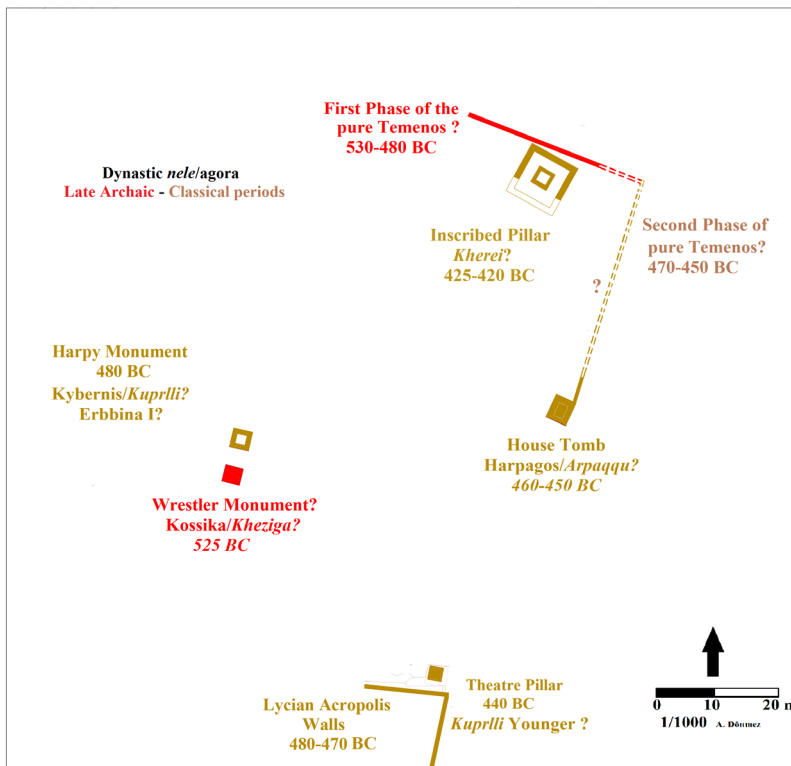 First Phase of the
pure Temenos ?
530-480 BC
Dynastic nele/agora
Late Archaic - Classical periods
Inscribed Pillar
Kherei?
425-420 BC
Second Phase of
pure Temenos?
470-450 BC
?
Harpy Monument
480 BC
Kybernis/Kuprlli?
Erbbina I?
House Tomb
Harpagos/Arpaqqu?
460-450 BC
Wrestler Monument?
Kossika/Kheziga?
525 BC
Lycian Acropolis
Walls
480-470 BC
Theatre Pillar
440 BC
Kuprlli Younger ?
0 10 20 m
1/1000 A. Dönmez